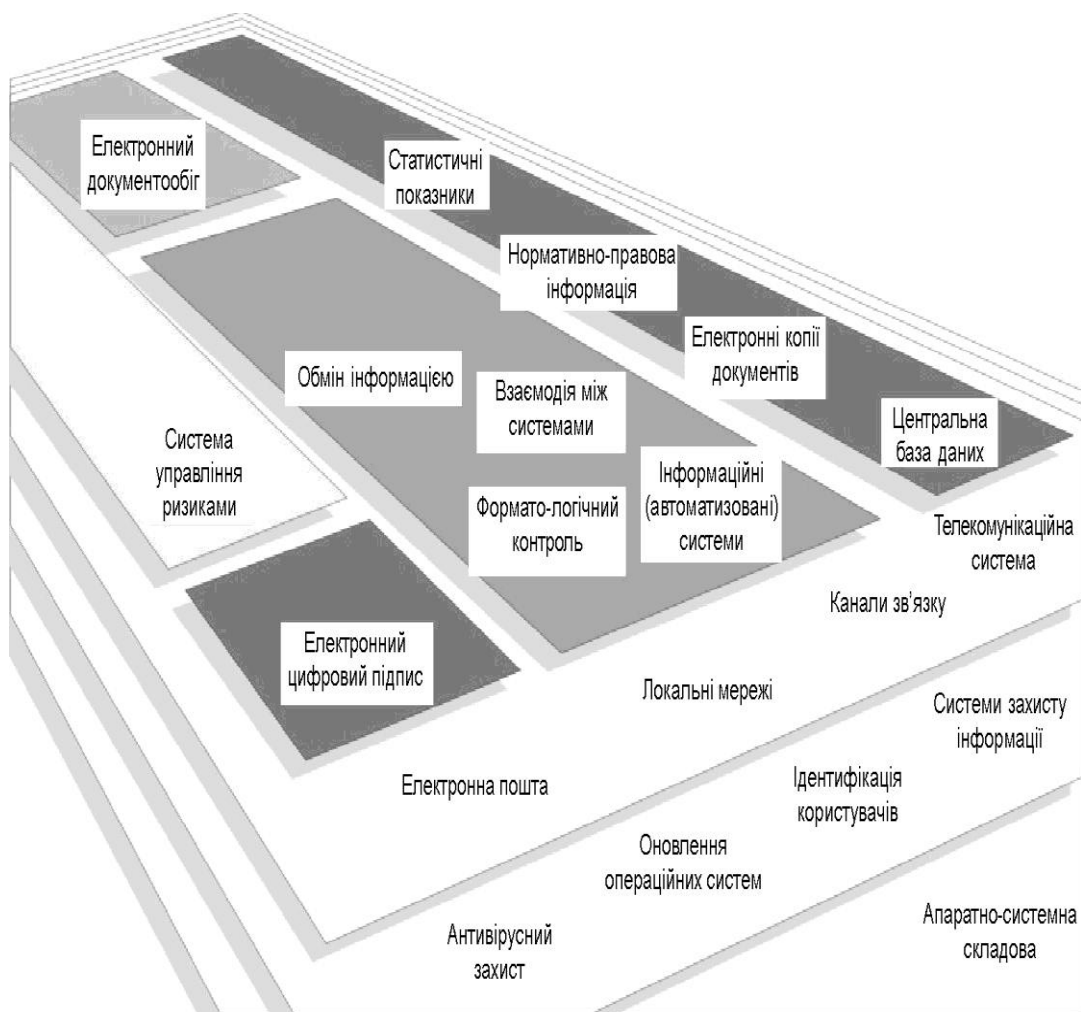 Електронний
документообіг
Статистичні
показники
Нормативно-правова
інформація
Електронні копії
документів
Центральна
база даних
Обмін інформацією
Взаємодія між
системами
Формато-логічний
контроль
Інформаційні
(автоматизовані)
системи
Система
управління
ризиками
Електронний
цифровий підпис
Телекомунікаційна
система
Канали зв’язку
Локальні мережі
Електронна пошта
Системи захисту
інформації
Ідентифікація
користувачів
Оновлення
операційних систем
Антивірусний
захист
Апаратно-системна
складова